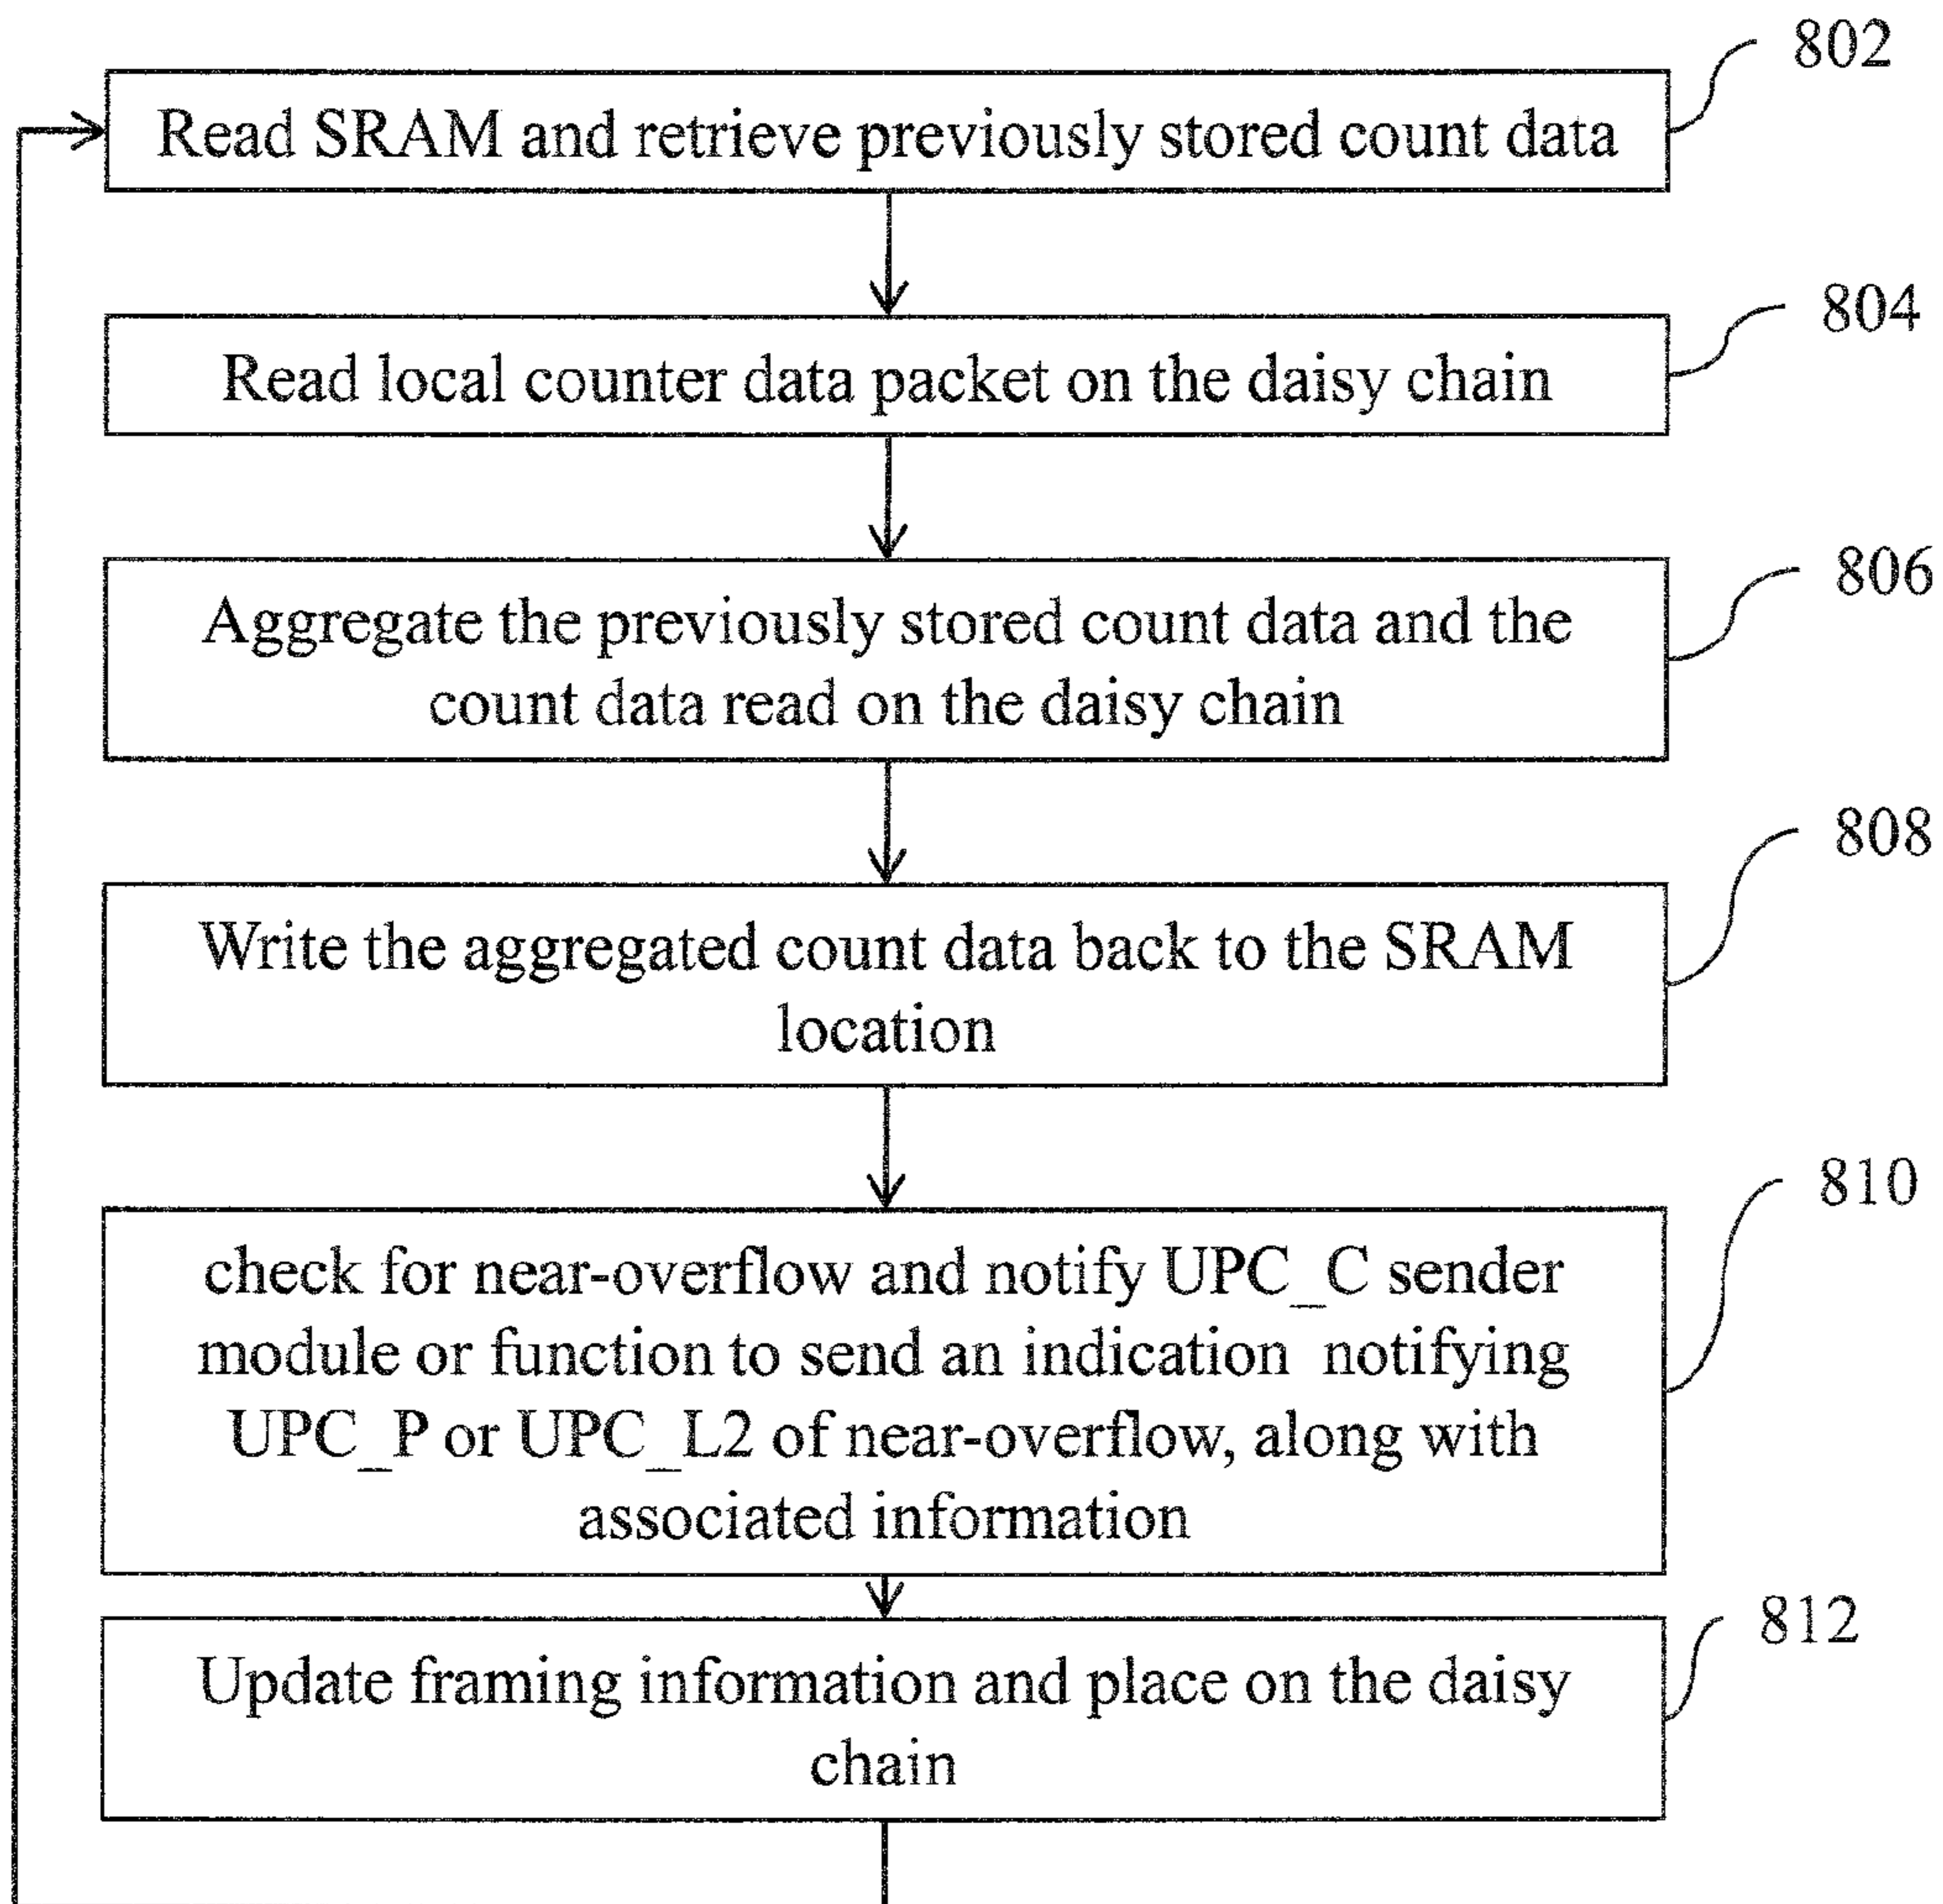 802
Read SRAM and retrieve previously stored count data
804
Read local counter data packet on the daisy chain
806
Aggregate the previously stored count data and the
count data read on the daisy chain
808
Write the aggregated count data back to the SRAM
location
810
check for near-overflow and notify UPC_C sender
module or function to send an indication notifying
UPC_P or UPC_L2 of near-overflow, along with
associated information
812
Update framing information and place on the daisy
chain